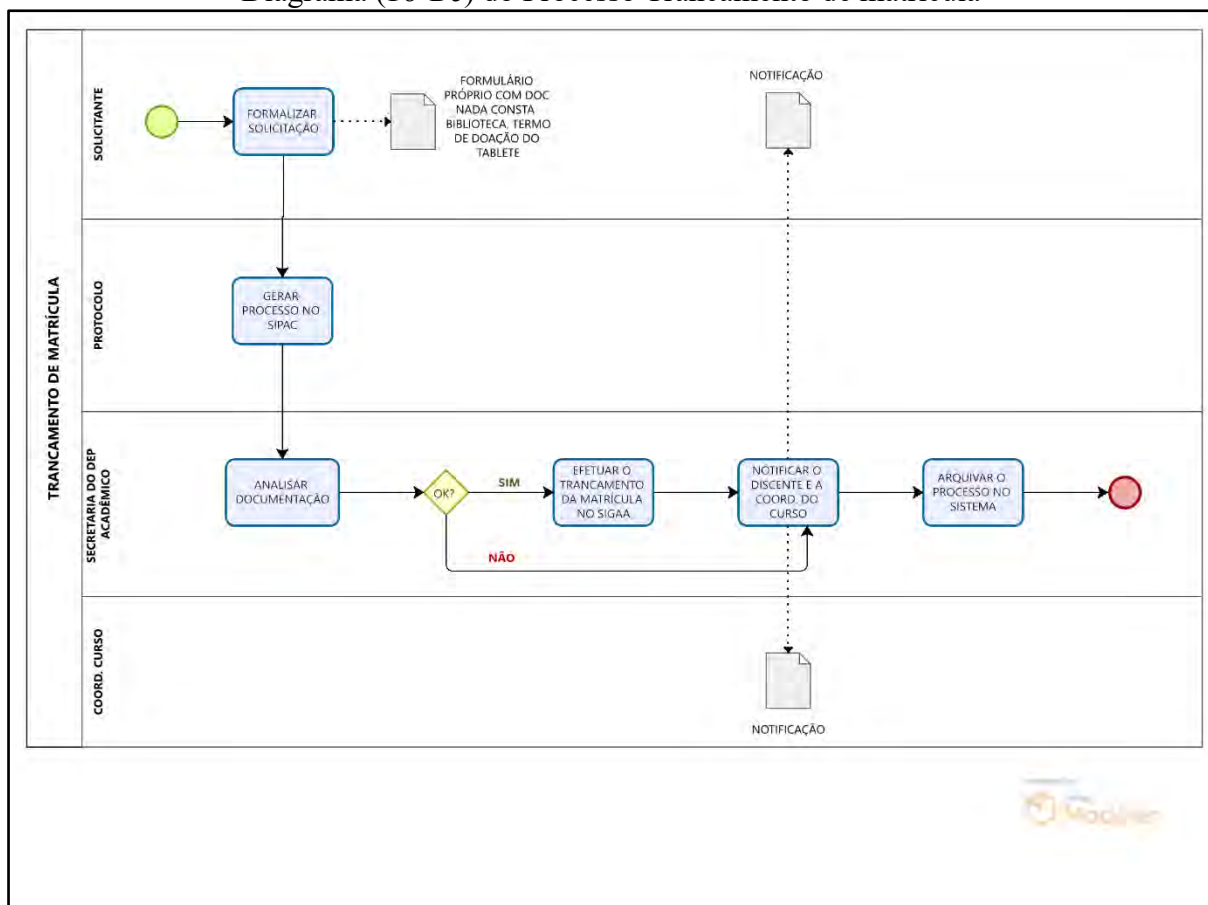 TRANCAMENTO DE MATRÍCULA
SOLICITANTE
FORMALIZAR
SOLICITAÇÃO
FORMULÁRIO
PRÓPRIO COM DOC
NADA CONSTA
BIBLIOTECA, TERMO
DE DOAÇÃO DO
TABLETE
NOTIFICAÇÃO
PROTOCÓLO
GERAR
PROCESSO NO
SIPAC
SECRETARIA DO DEP
ACADÊMICO
ANALISAR
DOCUMENTAÇÃO
OK?
SIM
NÃO
EFETUAR O
TRANCAMENTO
DA MATRÍCULA
NO SIGAA
NOTIFICAR O
DISCENTE E A
COORD. DO
CURSO
ARQUIVAR O
PROCESSO NO
SISTEMA
COORD. CURSO
NOTIFICAÇÃO
Modeler